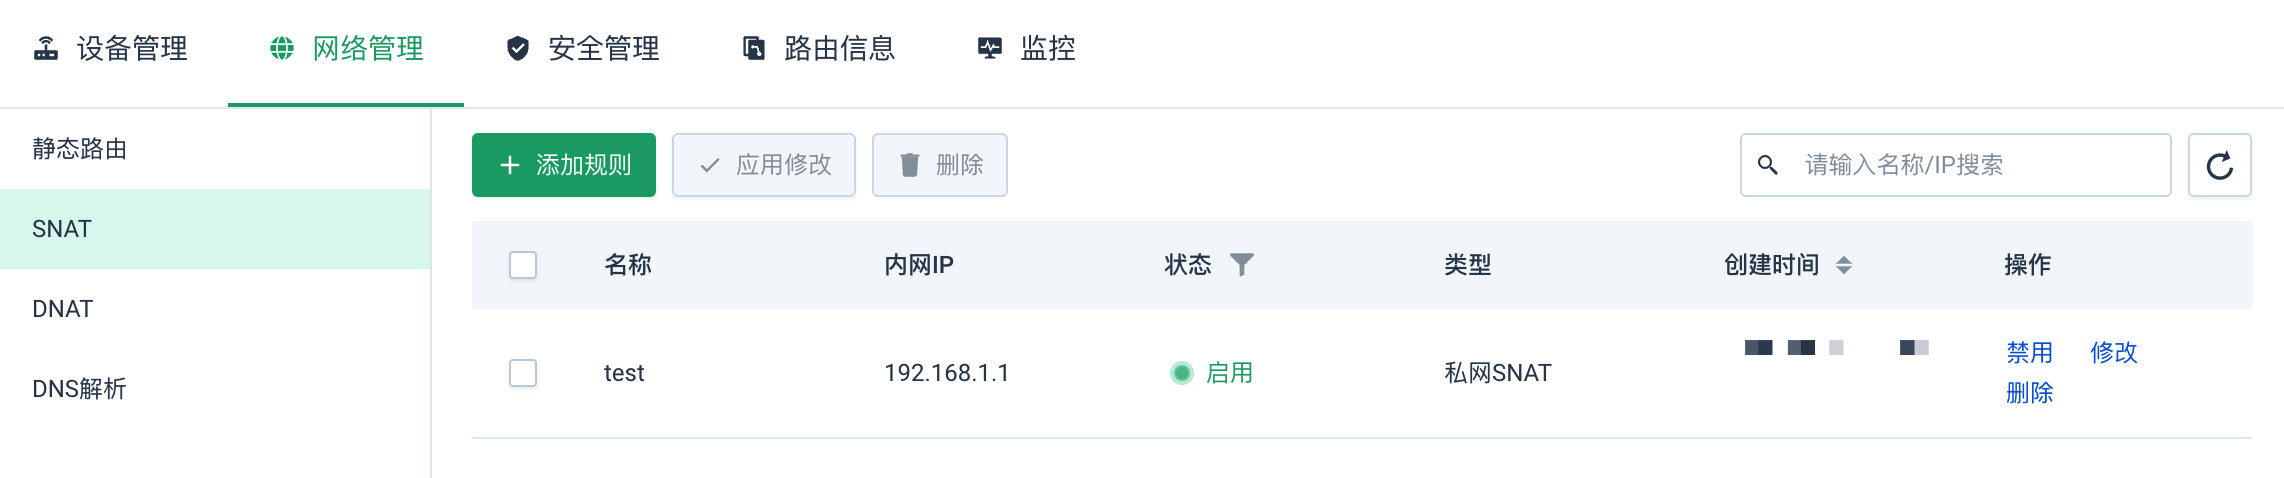 设备管理 网络管理 安全管理 路由信息 监控
静态路由
SNAT
DNAT
DNS解析
添加规则 应用修改 删除 请输入名称/IP搜索
名称 内网IP 状态 类型 创建时间 操作
test 192.168.1.1 启用 私网SNAT 禁用 修改
删除